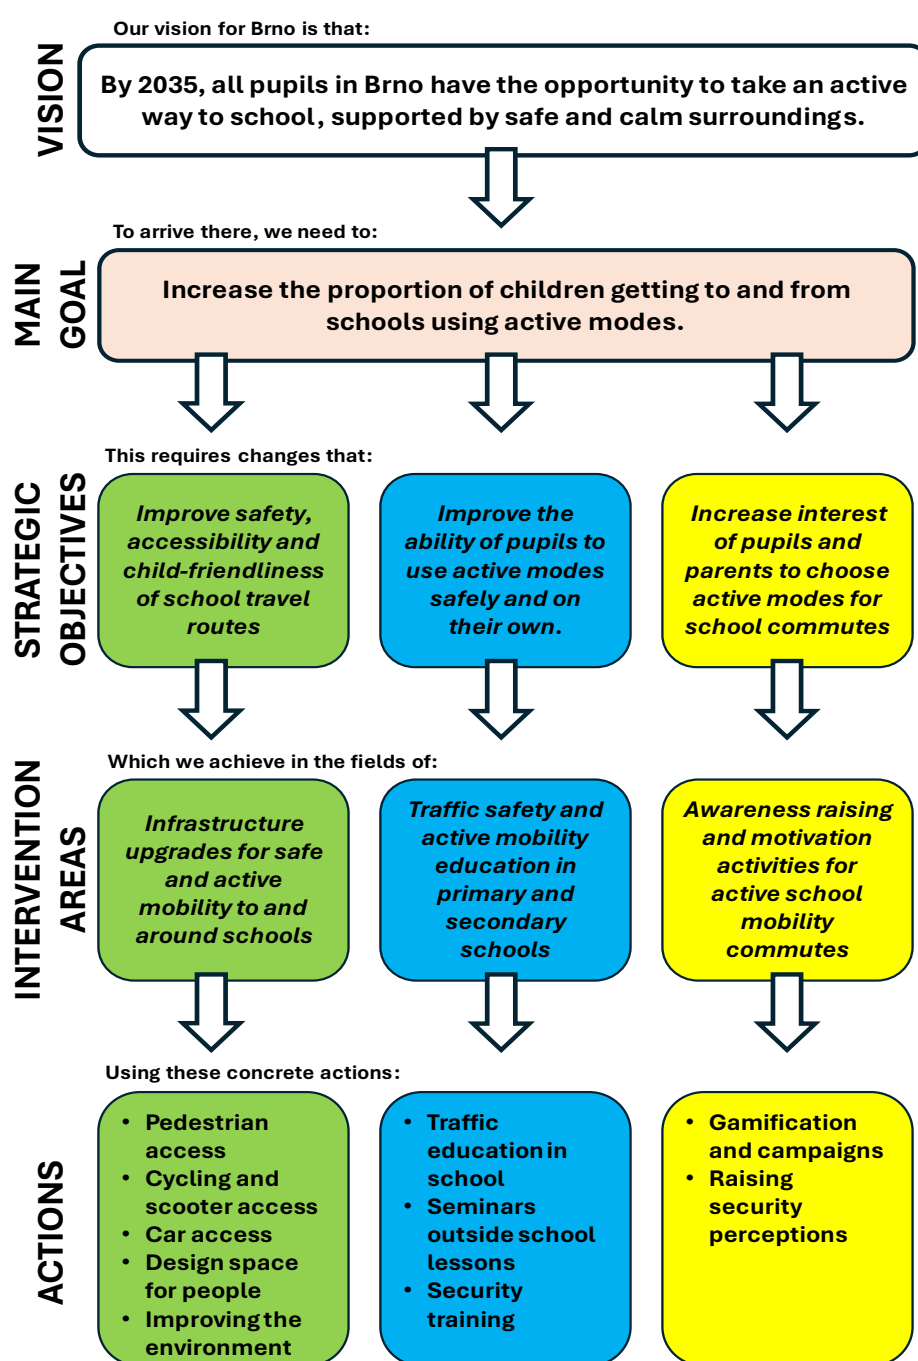 Our vision for Brno is that:
VISION
By 2035, all pupils in Brno have the opportunity to take an active
way to school, supported by safe and calm surroundings.
To arrive there, we need to:
MAIN
GOAL
Increase the proportion of children getting to and from
schools using active modes.
This requires changes that:
STRATEGIC
OBJECTIVES
Improve safety,
accessibility and
child-friendliness
of school travel
routes
Improve the
ability of pupils to
use active modes
safely and on
their own.
Increase interest
of pupils and
parents to choose
active modes for
school commutes
Which we achieve in the fields of:
INTERVENTION
AREAS
Infrastructure
upgrades for safe
and active
mobility to and
around schools
Traffic safety and
active mobility
education in
primary and
secondary
schools
Awareness raising
and motivation
activities for
active school
mobility
commutes
Using these concrete actions:
ACTIONS
• Pedestrian
access
• Cycling and
scooter access
• Car access
• Design space
for people
• Improving the
environment
• Traffic
education in
school
• Seminars
outside school
lessons
• Security
training
• Gamification
and campaigns
• Raising
security
perceptions